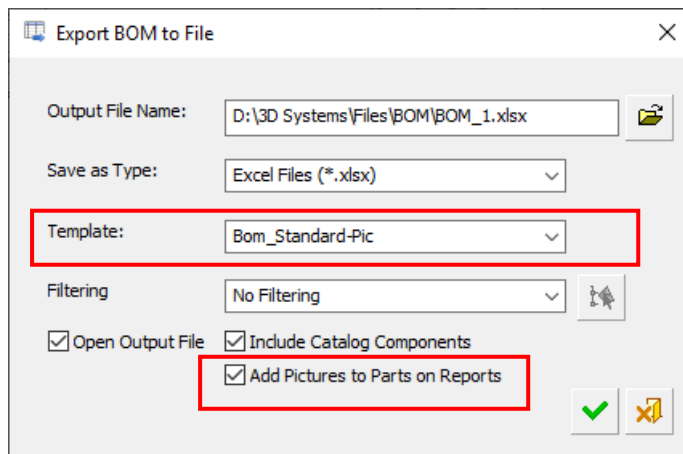 Export BOM to File
Output File Name: D:\3D Systems\Files\BOM\BOM_1.xlsx
Save as Type: Excel Files (*.xlsx)
Template: Bom_Standard-Pic
Filtering No Filtering
Open Output File Include Catalog Components
Add Pictures to Parts on Reports